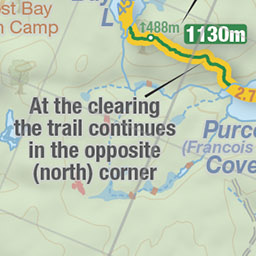 st Bay
Camp
L
↑488m
1130m
2.7
At the clearing
the trail continues
in the opposite
(north) corner
Purc
(Francois
Cove